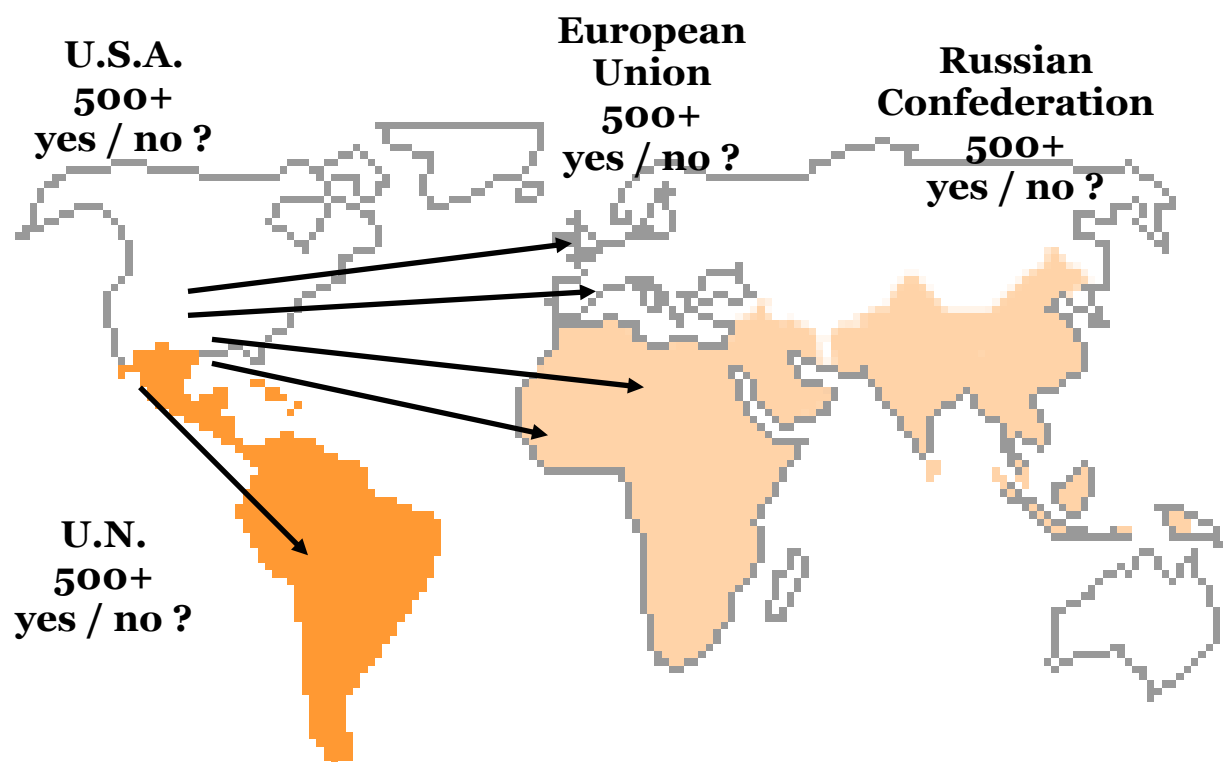 U.S.A.
500+
yes / no ?
European
Union
500+
yes / no ?
Russian
Confederation
500+
yes / no ?
U.N.
500+
yes / no ?